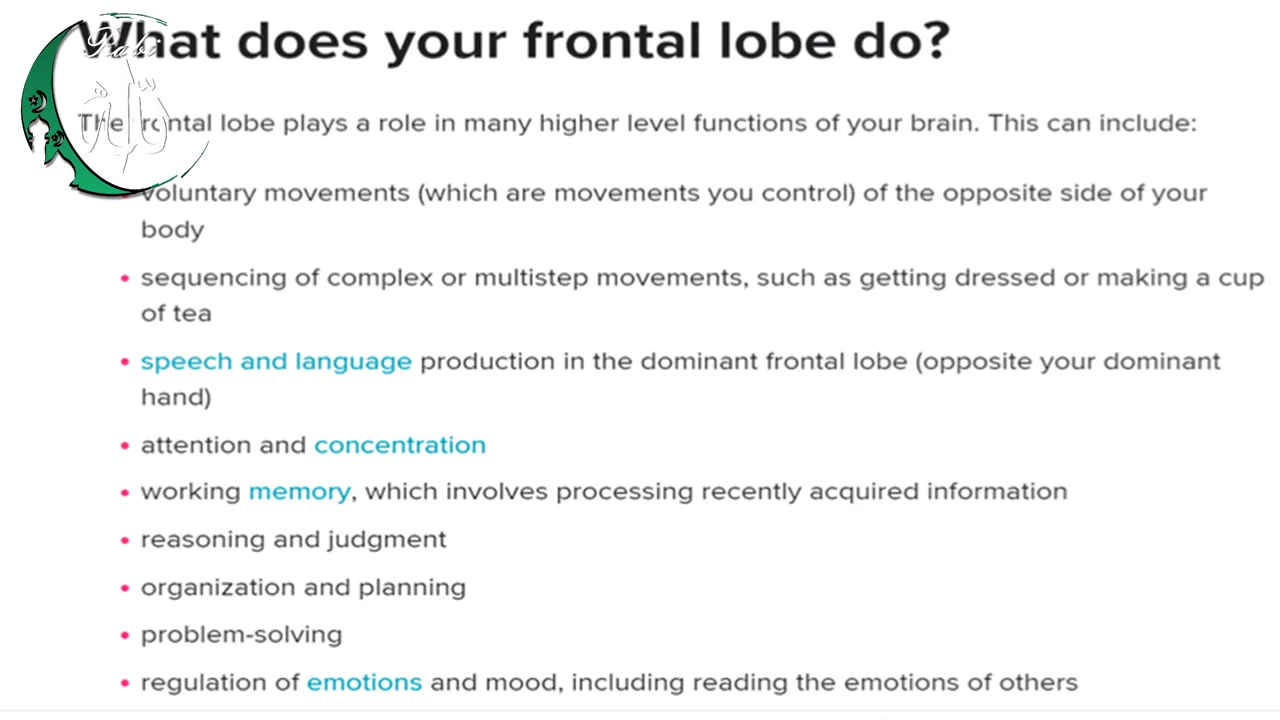 What does your frontal lobe do?
Rabi
The frontal lobe plays a role in many higher level functions of your brain. This can include:
voluntary movements (which are movements you control) of the opposite side of your
body
• sequencing of complex or multistep movements, such as getting dressed or making a cup
of tea
• speech and language production in the dominant frontal lobe (opposite your dominant
hand)
• attention and concentration
• working memory, which involves processing recently acquired information
• reasoning and judgment
• organization and planning
• problem-solving
• regulation of emotions and mood, including reading the emotions of others